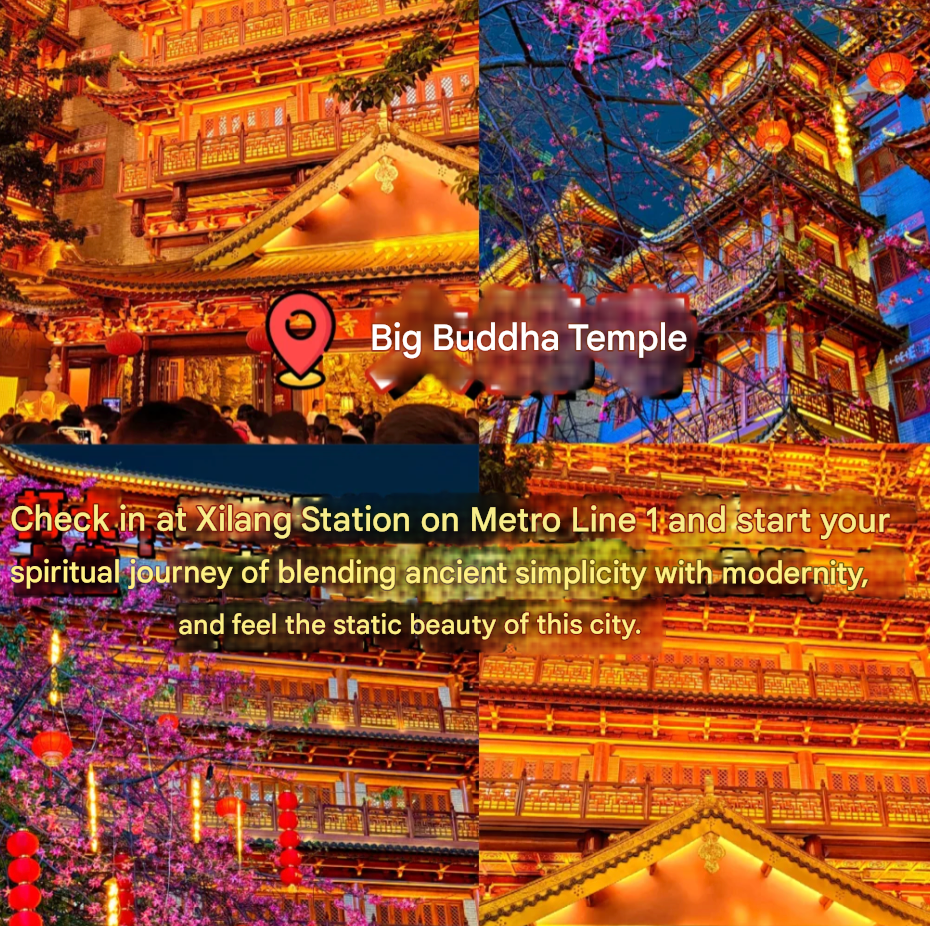 寺
Big Buddha Temple
Check in at Xilang Station on Metro Line 1 and start your
spiritual journey of blending ancient simplicity with modernity,
and feel the static beauty of this city.